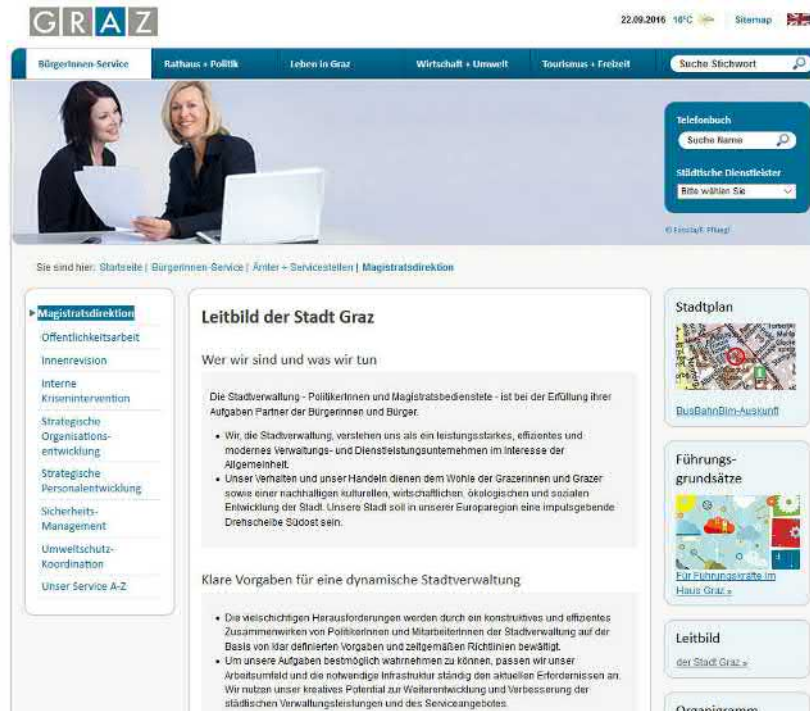 GRAZ
22.09.2016 16°C Sitemap
BürgerInnen-Service Rathaus + Politik Leben in Graz Wirtschaft + Umwelt Tourismus + Freizeit Suche Stichwort
Telefonbuch
Suche Name
Städtische Dienstleister
Bitte wählen Sie
Sie sind hier: Startseite | BürgerInnen-Service | Ämter + Servicestellen | Magistratsdirektion
Magistratsdirektion
Öffentlichkeitsarbeit
Innenrevision
Interne
Krisenintervention
Strategische
Organisations-
entwicklung
Strategische
Personalentwicklung
Sicherheits-
Management
Umweltschutz-
Koordination
Unser Service A-Z
Leitbild der Stadt Graz
Wer wir sind und was wir tun
Die Stadtverwaltung - PolitikerInnen und Magistratsbedienstete - ist bei der Erfüllung ihrer
Aufgaben Partner der Bürgerinnen und Bürger.
Wir, die Stadtverwaltung, verstehen uns als ein leistungsstarkes, effizientes und
modernes Verwaltungs- und Dienstleistungsunternehmen im Interesse der
Allgemeinheit.
Unser Verhalten und unser Handeln dienen dem Wohle der Grazerinnen und Grazer
sowie einer nachhaltigen kulturellen, wirtschaftlichen, ökologischen und sozialen
Entwicklung der Stadt. Unsere Stadt soll in unserer Europaregion eine impulsgebende
Drehscheibe Südost sein.
Klare Vorgaben für eine dynamische Stadtverwaltung
Die vielschichtigen Herausforderungen werden durch ein konstruktives und effizientes
Zusammenwirken von PolitikerInnen und MitarbeiterInnen der Stadtverwaltung auf der
Basis von klar definierten Vorgaben und zeitgemäßen Richtlinien bewältigt.
Um unsere Aufgaben bestmöglich wahrnehmen zu können, passen wir unser
Arbeitsumfeld und die notwendige Infrastruktur ständig den aktuellen Erfordernissen an.
Wir nutzen unser kreatives Potential zur Weiterentwicklung und Verbesserung der
städtischen Verwaltungsleistungen und des Serviceangebotes.
Stadtplan
BusBahnBim-Auskunft
Führungs-
grundsätze
Für Führungskräfte im
Haus Graz »
Leitbild
der Stadt Graz »
Organigramm